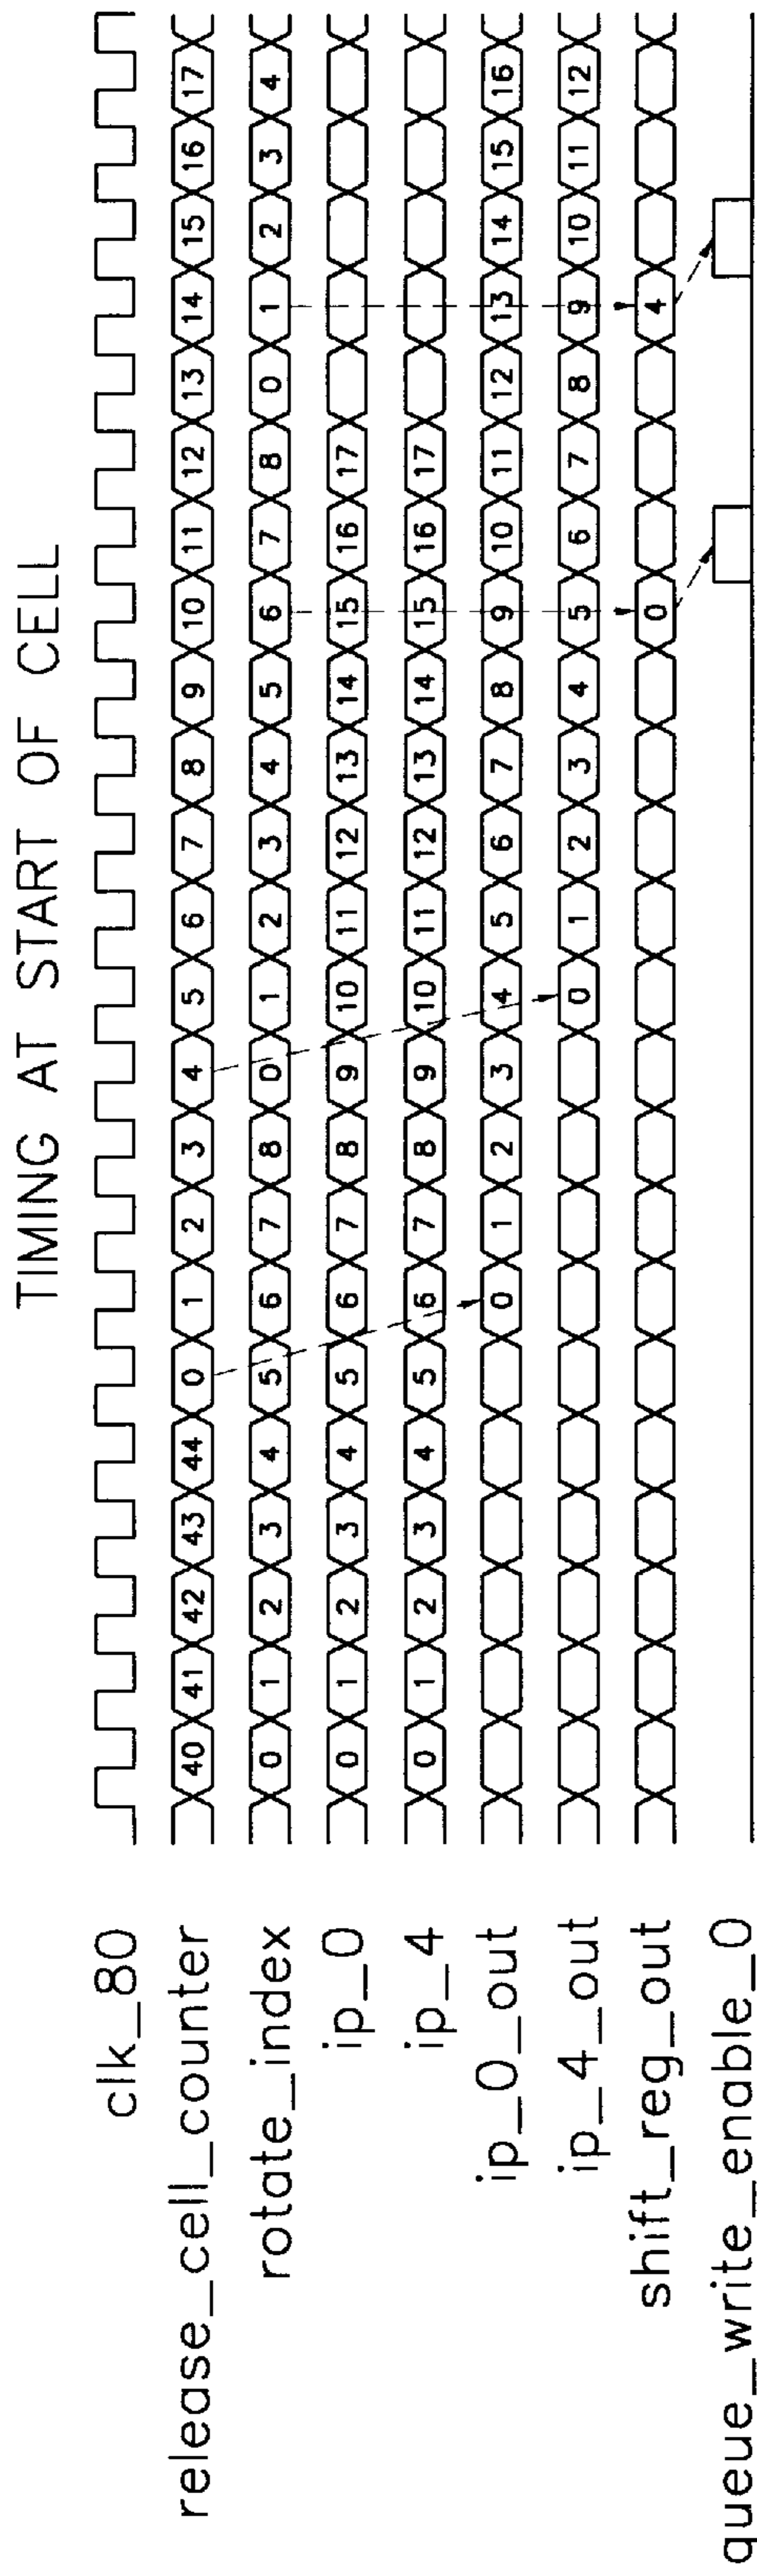 TIMING AT START OF CELL
clk_80
release_cell_counter 40 41 42 43 44 0 1 2 3 4 5 6 7 8 9 10 11 12 13 14 15 16 17
rotate_index 0 1 2 3 4 5 6 7 8 0 1 2 3 4 5 6 7 8 0 1 2 3 4
ip_0 0 1 2 3 4 5 6 7 8 9 10 11 12 13 14 15 16 17
ip_4 0 1 2 3 4 5 6 7 8 9 10 11 12 13 14 15 16 17
ip_0_out 0 1 2 3 4 5 6 7 8 9 10 11 12 13 14 15 16
ip_4_out 0 1 2 3 4 5 6 7 8 9 10 11 12
shift_reg_out 0 4
queue_write_enable_0